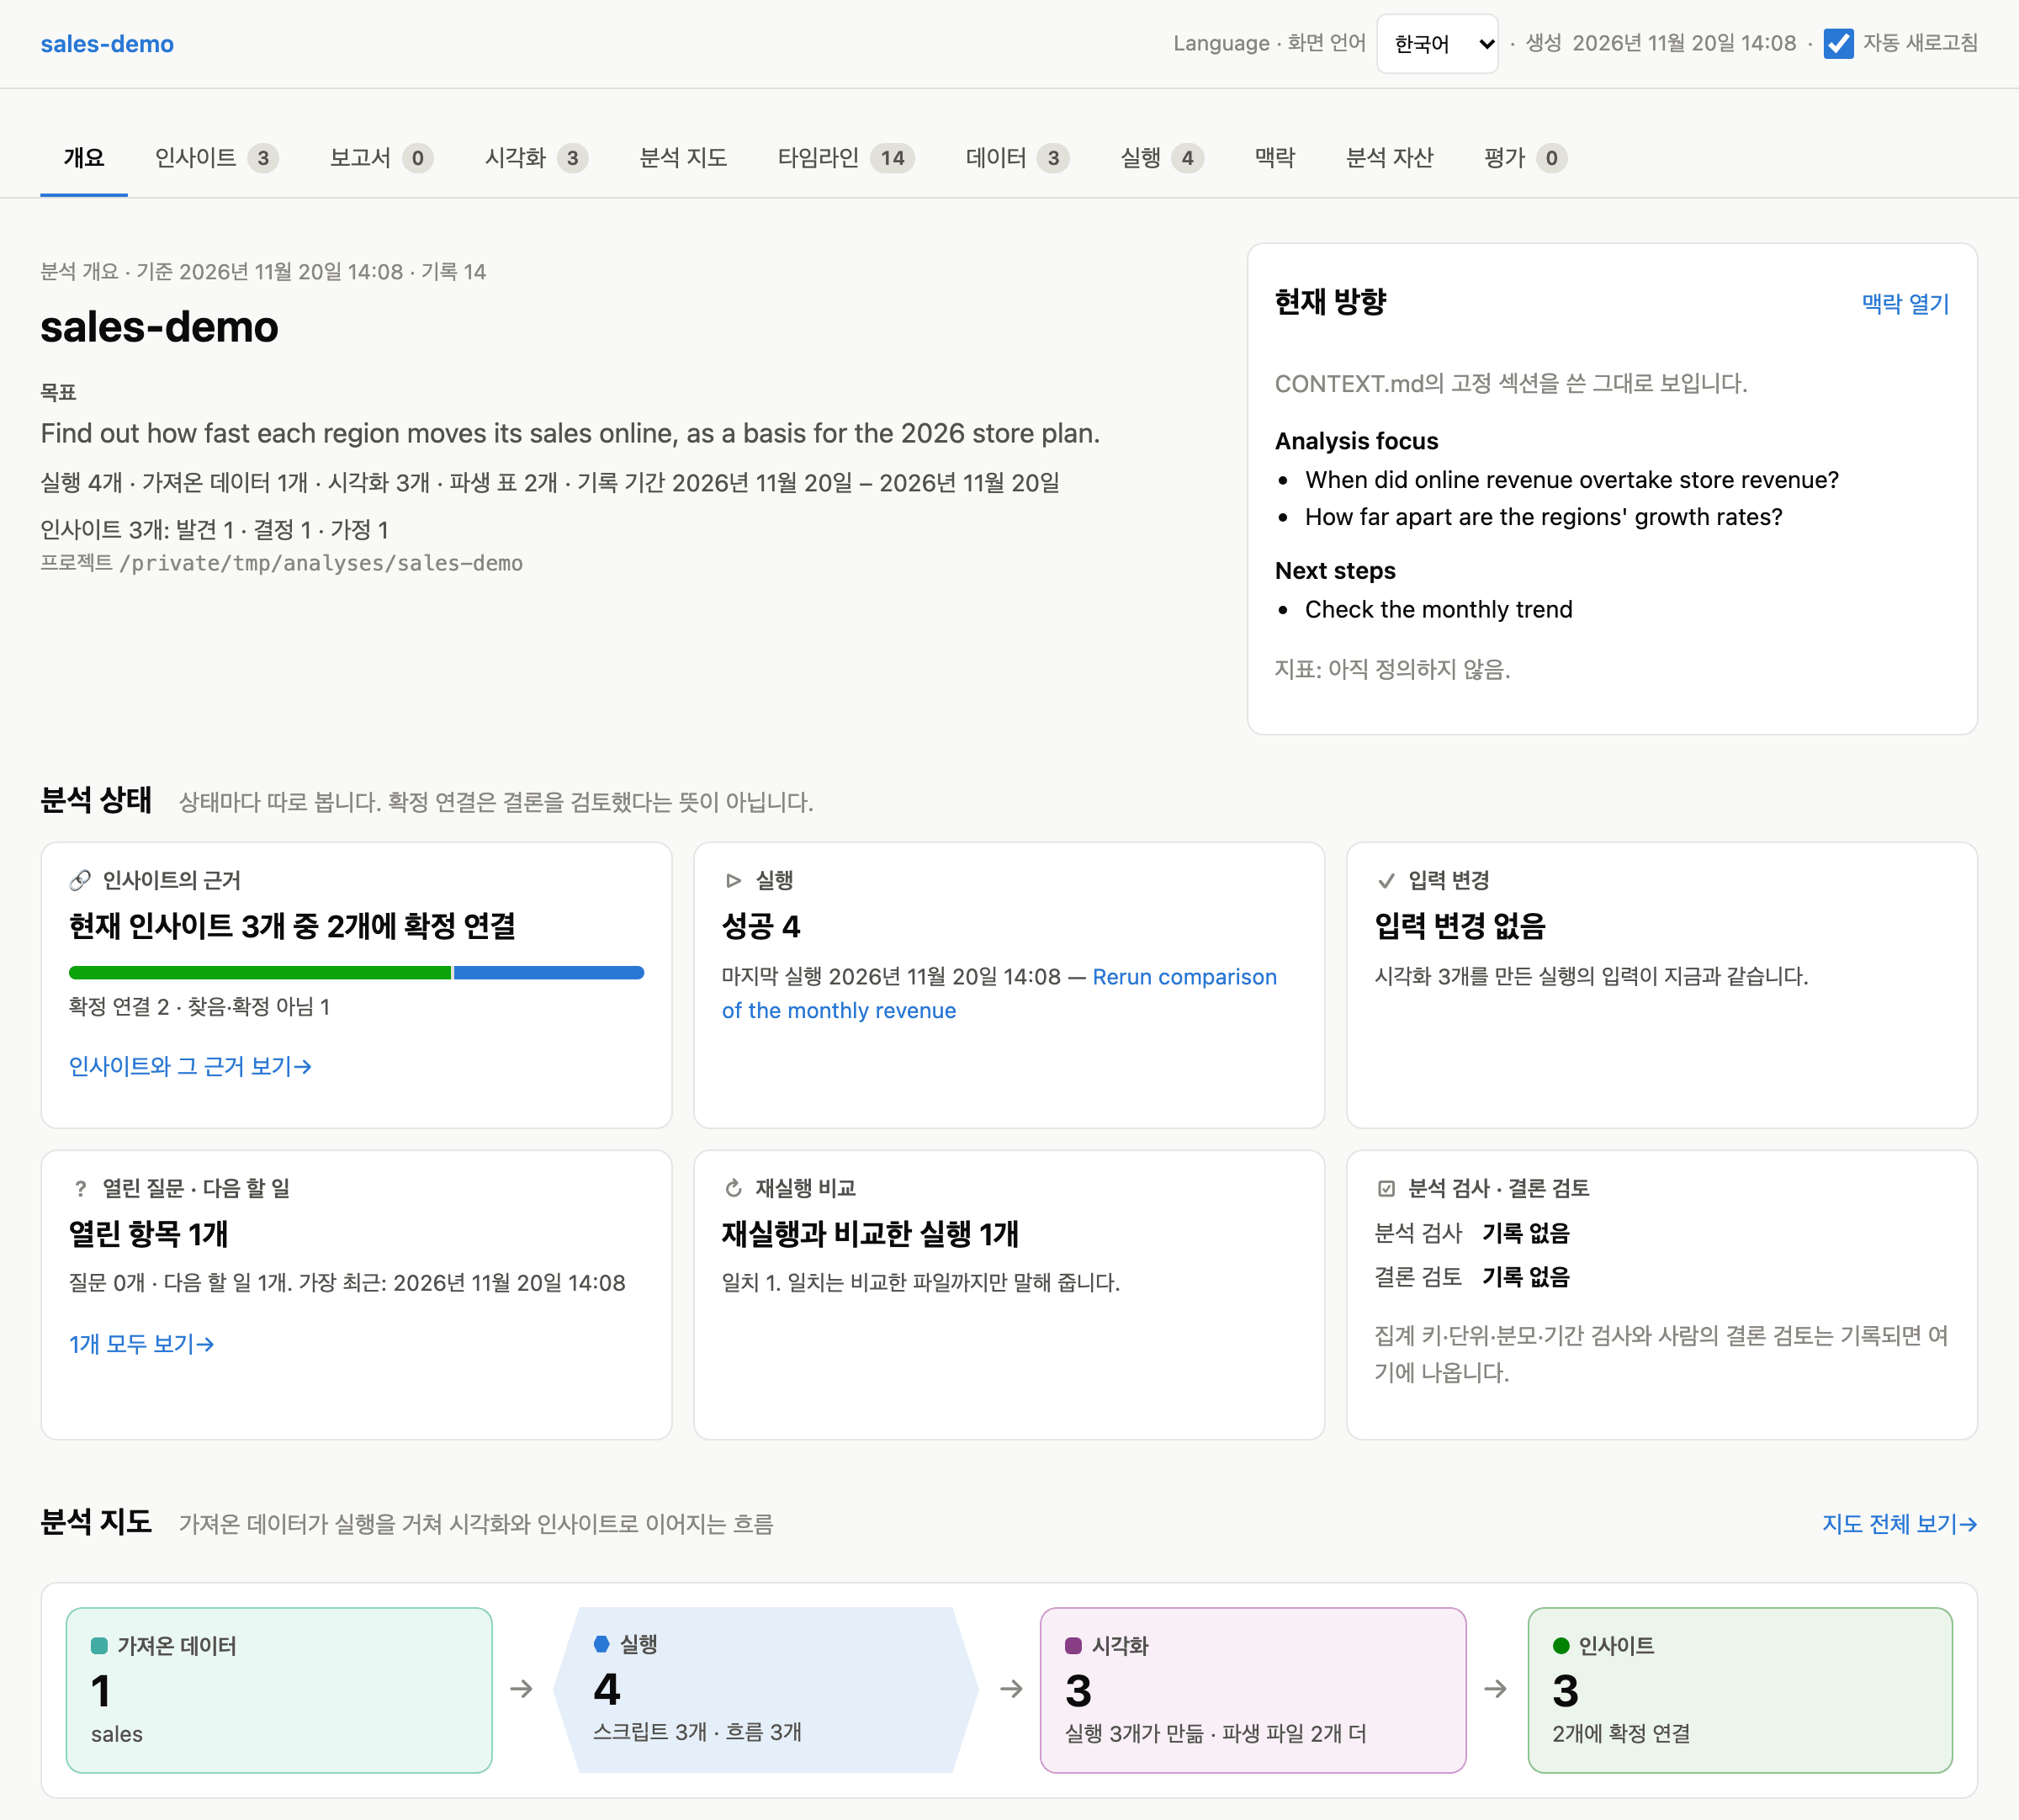 sales-demo
Language · 화면 언어 한국어 · 생성 2026년 11월 20일 14:08 · 자동 새로고침
개요 인사이트 3 보고서 0 시각화 3 분석 지도 타임라인 14 데이터 3 실행 4 맥락 분석 자산 평가 0
분석 개요 · 기준 2026년 11월 20일 14:08 · 기록 14
sales-demo
목표
Find out how fast each region moves its sales online, as a basis for the 2026 store plan.
실행 4개 · 가져온 데이터 1개 · 시각화 3개 · 파생 표 2개 · 기록 기간 2026년 11월 20일 – 2026년 11월 20일
인사이트 3개: 발견 1 · 결정 1 · 가정 1
프로젝트 /private/tmp/analyses/sales-demo
현재 방향 맥락 열기
CONTEXT.md의 고정 섹션을 쓴 그대로 보입니다.
Analysis focus
• When did online revenue overtake store revenue?
• How far apart are the regions' growth rates?
Next steps
• Check the monthly trend
지표: 아직 정의하지 않음.
분석 상태 상태마다 따로 봅니다. 확정 연결은 결론을 검토했다는 뜻이 아닙니다.
인사이트의 근거
현재 인사이트 3개 중 2개에 확정 연결
확정 연결 2 · 찾음·확정 아님 1
인사이트와 그 근거 보기→
실행
성공 4
마지막 실행 2026년 11월 20일 14:08 — Rerun comparison
of the monthly revenue
입력 변경
입력 변경 없음
시각화 3개를 만든 실행의 입력이 지금과 같습니다.
? 열린 질문 · 다음 할 일
열린 항목 1개
질문 0개 · 다음 할 일 1개. 가장 최근: 2026년 11월 20일 14:08
1개 모두 보기→
재실행 비교
재실행과 비교한 실행 1개
일치 1. 일치는 비교한 파일까지만 말해 줍니다.
분석 검사 · 결론 검토
분석 검사 기록 없음
결론 검토 기록 없음
집계 키·단위·분모·기간 검사와 사람의 결론 검토는 기록되면 여
기에 나옵니다.
분석 지도 가져온 데이터가 실행을 거쳐 시각화와 인사이트로 이어지는 흐름 지도 전체 보기→
가져온 데이터
1
sales
→
실행
4
스크립트 3개 · 흐름 3개
→
시각화
3
실행 3개가 만듦 · 파생 파일 2개 더
→
인사이트
3
2개에 확정 연결